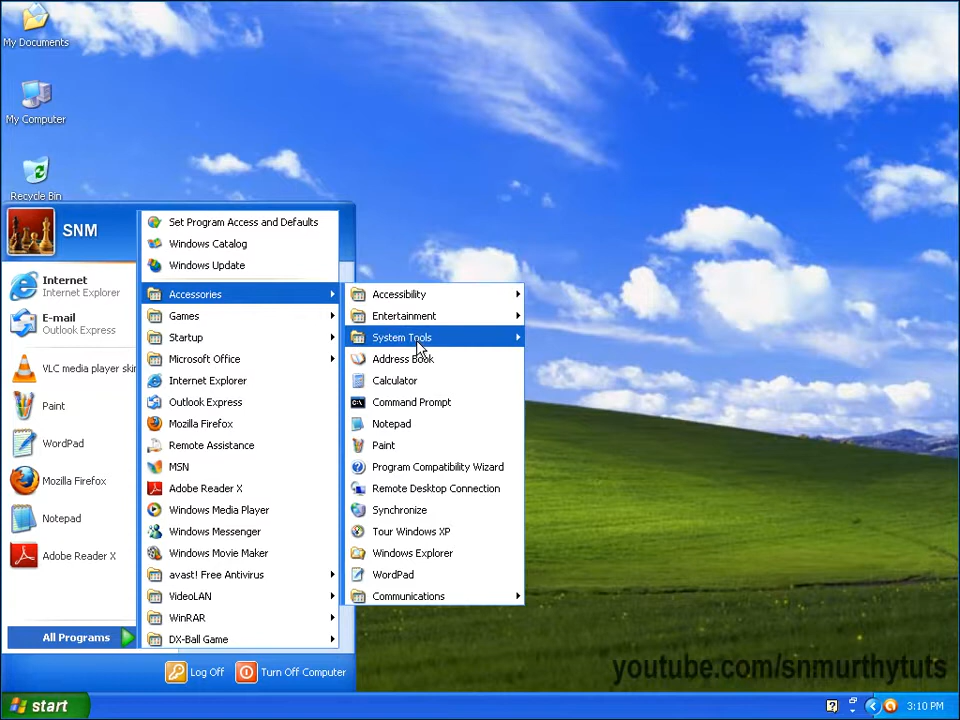 My Documents
My Computer
Recycle Bin
SNM
Internet
Internet Explorer
E-mail
Outlook Express
VLC media player skin
Paint
WordPad
Mozilla Firefox
Notepad
Adobe Reader X
All Programs
Set Program Access and Defaults
Windows Catalog
Windows Update
Accessories
Games
Startup
Microsoft Office
Internet Explorer
Outlook Express
Mozilla Firefox
Remote Assistance
MSN
Adobe Reader X
Windows Media Player
Windows Messenger
Windows Movie Maker
avast! Free Antivirus
VideoLAN
WinRAR
DX-Ball Game
Accessibility
Entertainment
System Tools
Address Book
Calculator
Command Prompt
C:\
Notepad
Paint
Program Compatibility Wizard
Remote Desktop Connection
Synchronize
Tour Windows XP
Windows Explorer
WordPad
Communications
Log Off
Turn Off Computer
youtube.com/snmurthytuts
start
3:10 PM